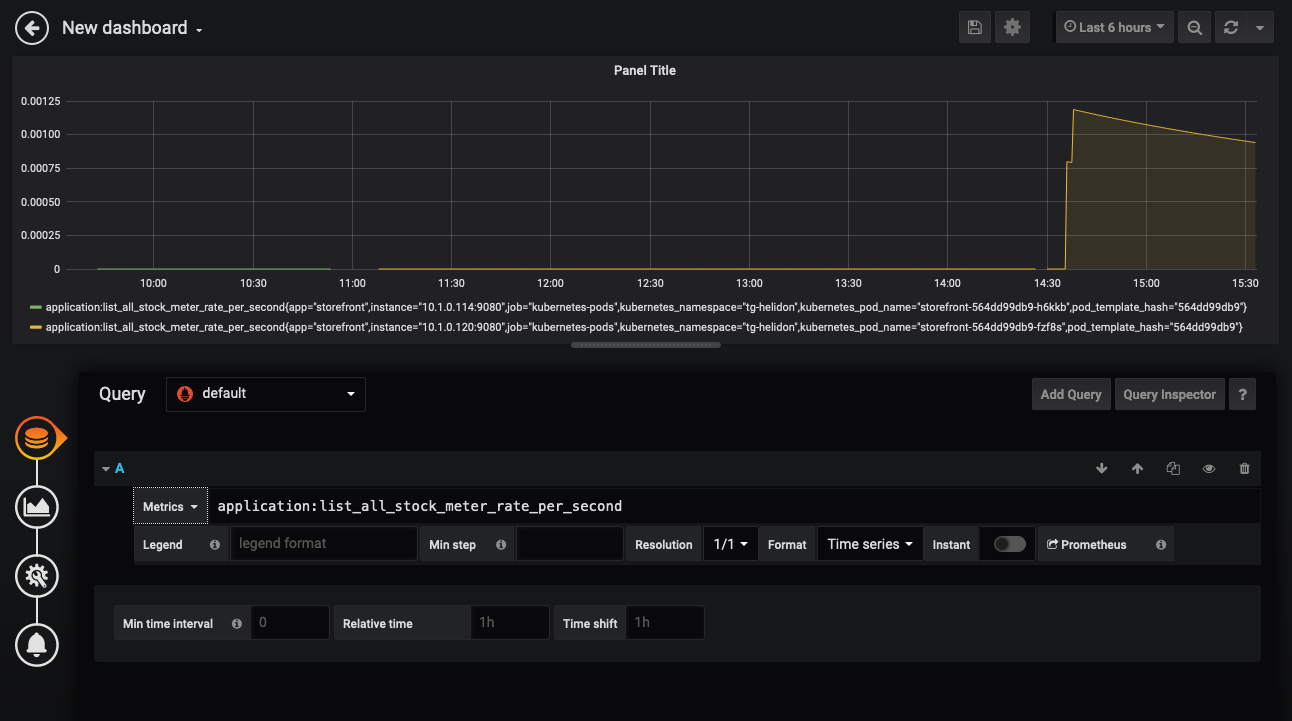 New dashboard
Last 6 hours
Panel Title
0.00125
0.00100
0.00075
0.00050
0.00025
0
10:00 10:30 11:00 11:30 12:00 12:30 13:00 13:30 14:00 14:30 15:00 15:30
application:list_all_stock_meter_rate_per_second{app="storefront",instance="10.1.0.114:9080",job="kubernetes-pods",kubernetes_namespace="tg-helidon",kubernetes_pod_name="storefront-564dd99db9-h6kkb",pod_template_hash="564dd99db9"}
application:list_all_stock_meter_rate_per_second{app="storefront",instance="10.1.0.120:9080",job="kubernetes-pods",kubernetes_namespace="tg-helidon",kubernetes_pod_name="storefront-564dd99db9-fzf8s",pod_template_hash="564dd99db9"}
Query default Add Query Query Inspector ?
A
Metrics application:list_all_stock_meter_rate_per_second
Legend legend format Min step Resolution 1/1 Format Time series Instant Prometheus
Min time interval 0 Relative time 1h Time shift 1h